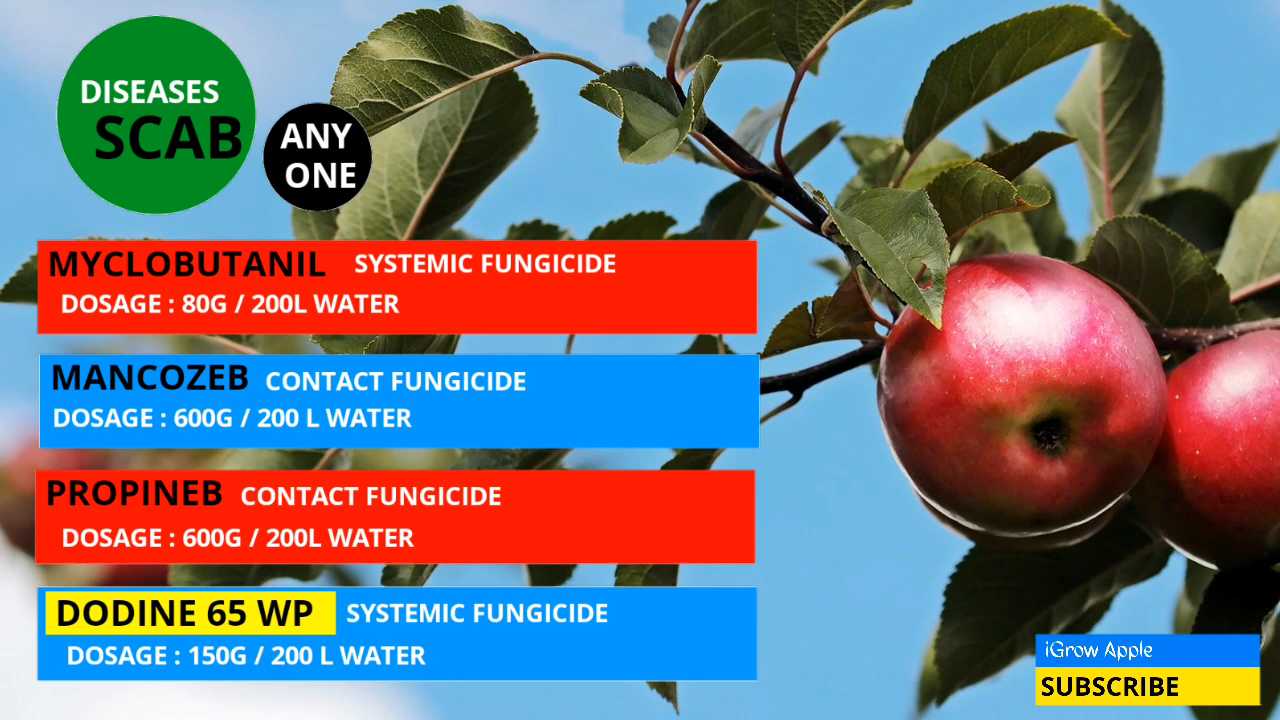 DISEASES
SCAB
ANY
ONE
MYCLOBUTANIL SYSTEMIC FUNGICIDE
DOSAGE : 80G / 200L WATER
MANCOZEB CONTACT FUNGICIDE
DOSAGE : 600G / 200 L WATER
PROPINEB CONTACT FUNGICIDE
DOSAGE : 600G / 200L WATER
DODINE 65 WP SYSTEMIC FUNGICIDE
DOSAGE : 150G / 200 L WATER
iGrow Apple
SUBSCRIBE